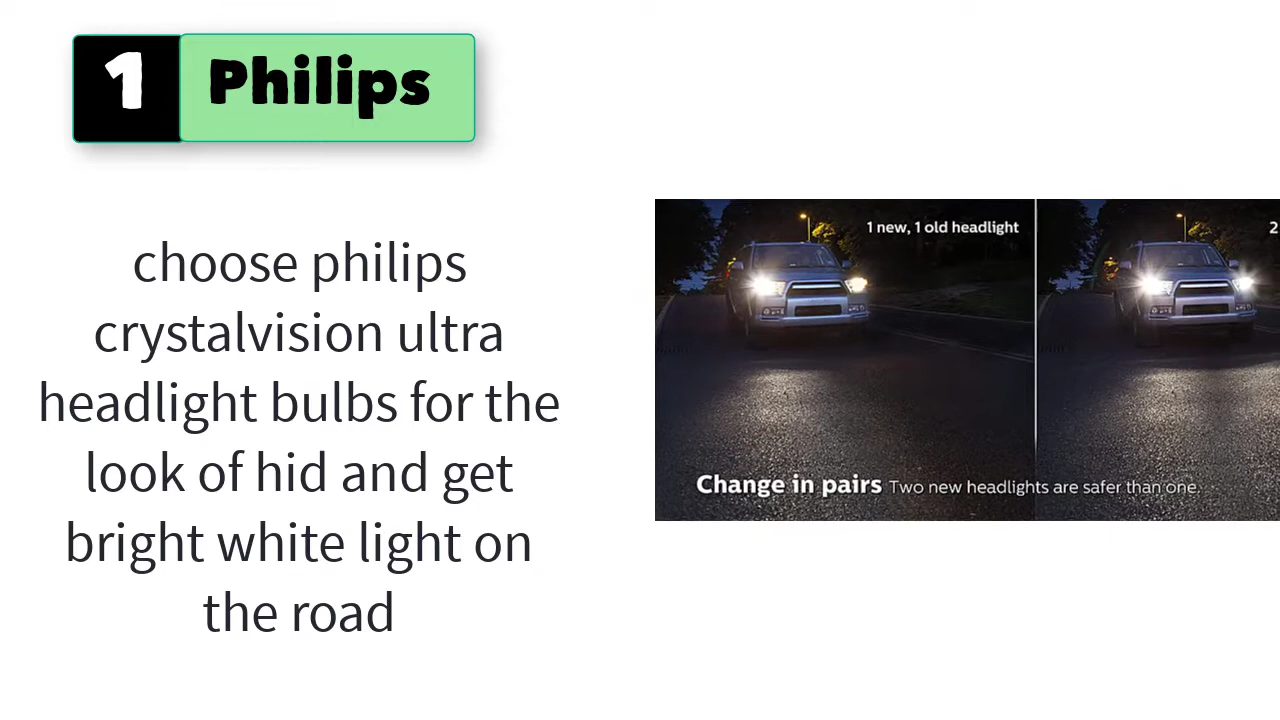 1 Philips
choose philips
crystalvision ultra
headlight bulbs for the
look of hid and get
bright white light on
the road
1 new, 1 old headlight
2
Change in pairs Two new headlights are safer than one.